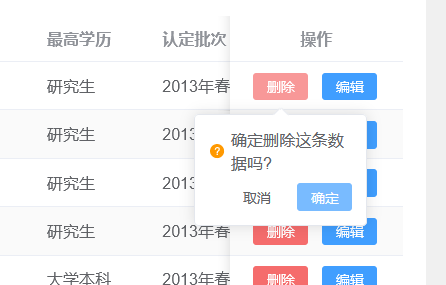 最高学历 认定批次 操作
研究生 2013年春 删除 编辑
研究生
确定删除这条数
据吗?
研究生
取消 确定
研究生 2013年春 删除 编辑
大学本科 2013年春 删除 编辑